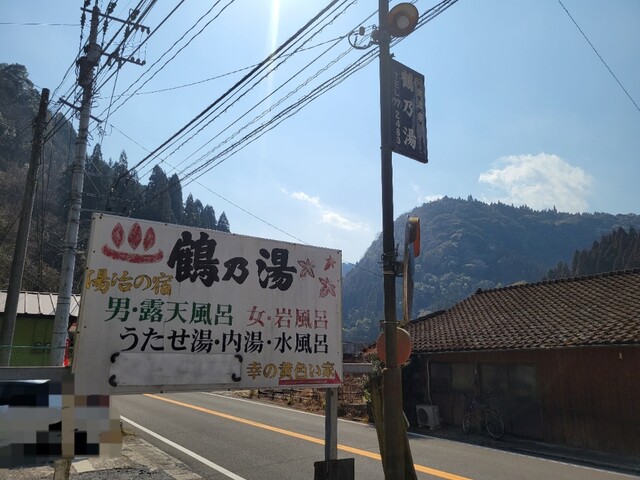 湯治の宿
鶴乃湯
男・露天風呂 女・岩風呂
うたせ湯・内湯・水風呂
幸の黄色い家
鶴乃湯